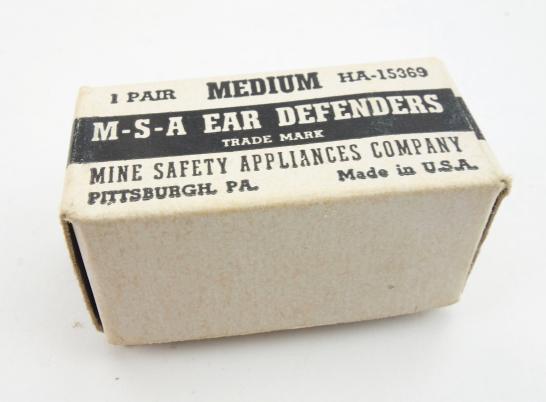 1 PAIR MEDIUM HA-15369
M-S-A EAR DEFENDERS
TRADE MARK
MINE SAFETY APPLIANCES COMPANY
PITTSBURGH, PA. Made in U.S.A.